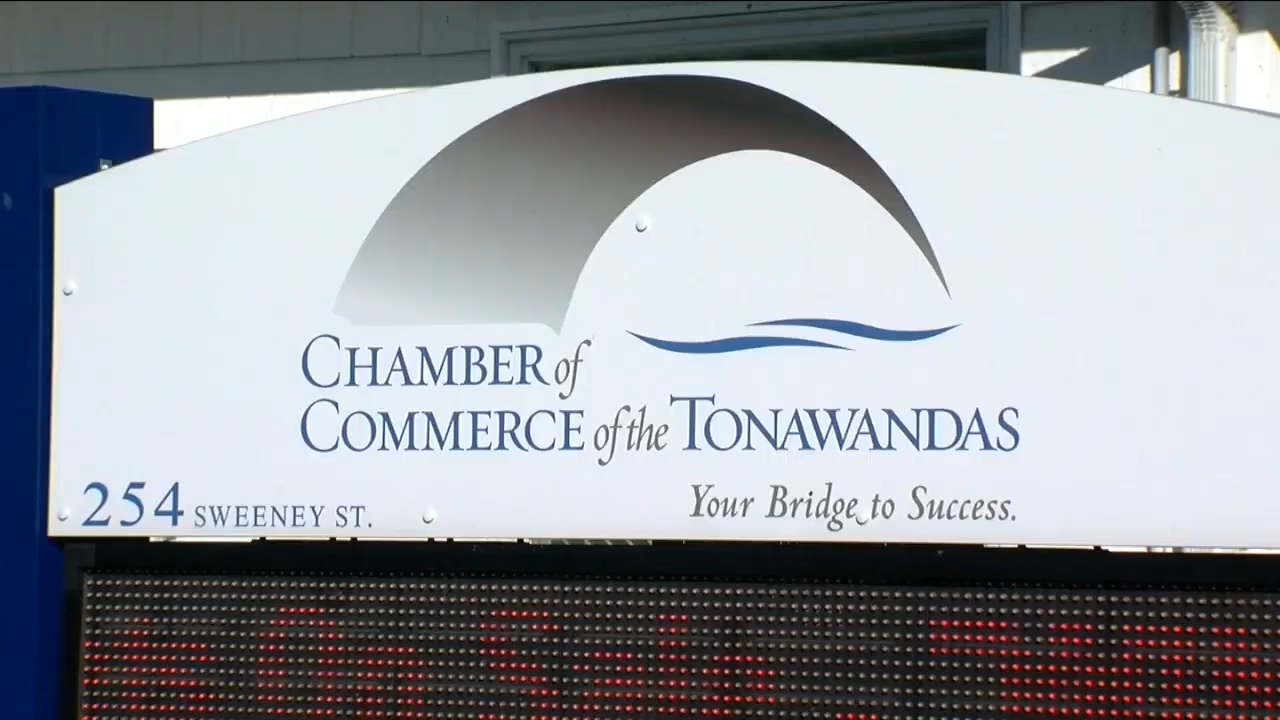 CHAMBER of
COMMERCE of the TONAWANDAS
Your Bridge to Success.
254 SWEENEY ST.